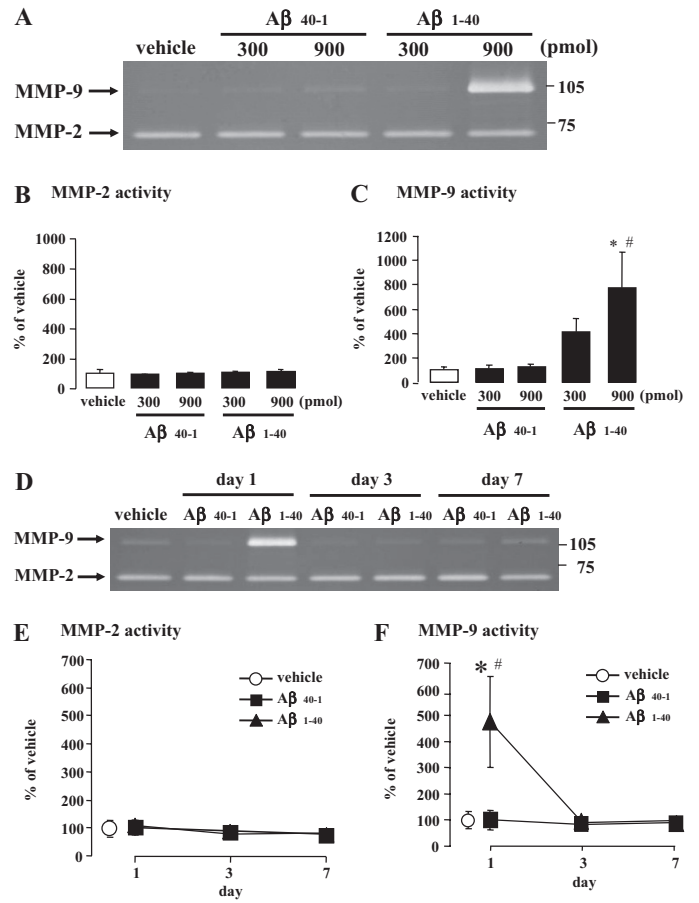 A
Aβ 40-1 Aβ 1-40
vehicle 300 900 300 900 (pmol)
MMP-9
105
MMP-2
75
B MMP-2 activity
% of vehicle
1000
800
600
400
200
0
vehicle 300 900 300 900 (pmol)
Aβ 40-1 Aβ 1-40
C MMP-9 activity
% of vehicle
1200
1000
800
600
400
200
0
* #
vehicle 300 900 300 900 (pmol)
Aβ 40-1 Aβ 1-40
D
day 1 day 3 day 7
vehicle Aβ 40-1 Aβ 1-40 Aβ 40-1 Aβ 1-40 Aβ 40-1 Aβ 1-40
MMP-9
105
MMP-2
75
E MMP-2 activity
% of vehicle
700
600
500
400
300
200
100
0
vehicle
Aβ 40-1
Aβ 1-40
1 3 7
day
F MMP-9 activity
% of vehicle
700
600
500
400
300
200
100
0
* #
vehicle
Aβ 40-1
Aβ 1-40
1 3 7
day